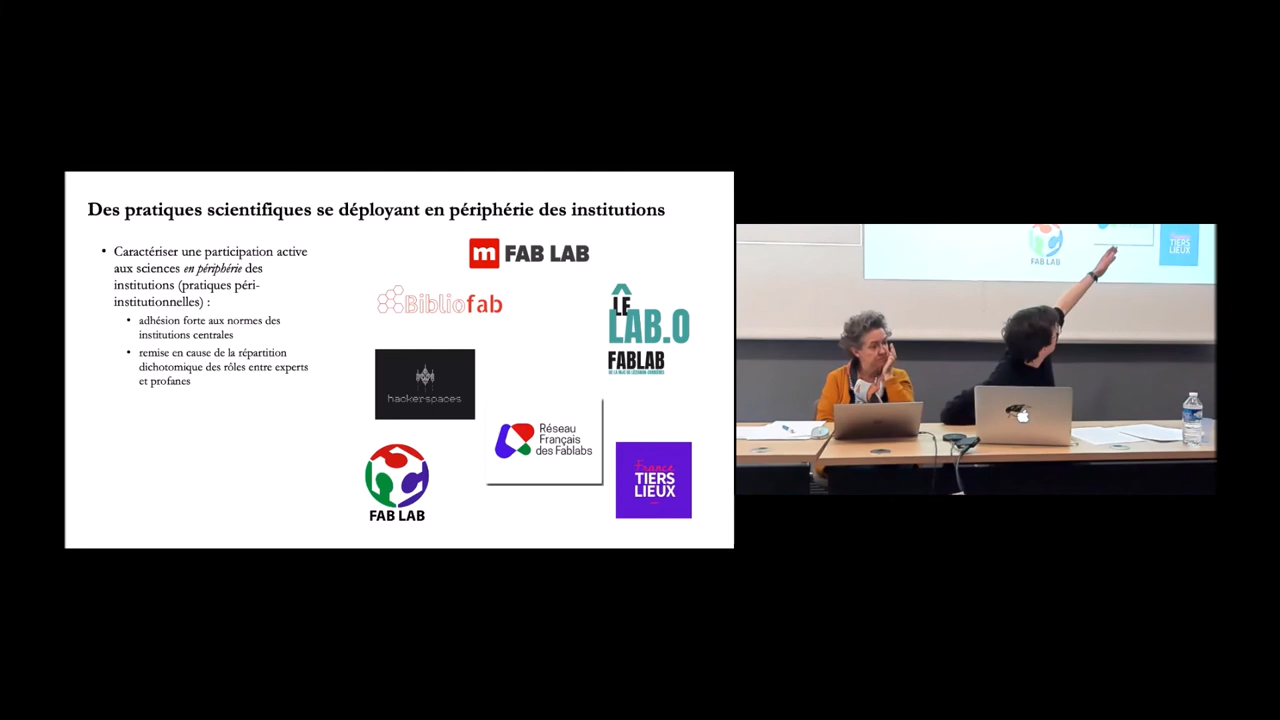 Des pratiques scientifiques se déployant en périphérie des institutions
• Caractériser une participation active
aux sciences en périphérie des
institutions (pratiques péri-
institutionnelles) :
• adhésion forte aux normes des
institutions centrales
• remise en cause de la répartition
dichotomique des rôles entre experts
et profanes
m FAB LAB
Bibliofab
LE
LAB.O
FABLAB
hackerspaces
Réseau
Français
des Fablabs
FAB LAB
France
TIERS
LIEUX
FAB LAB
TIERS
LIEUX